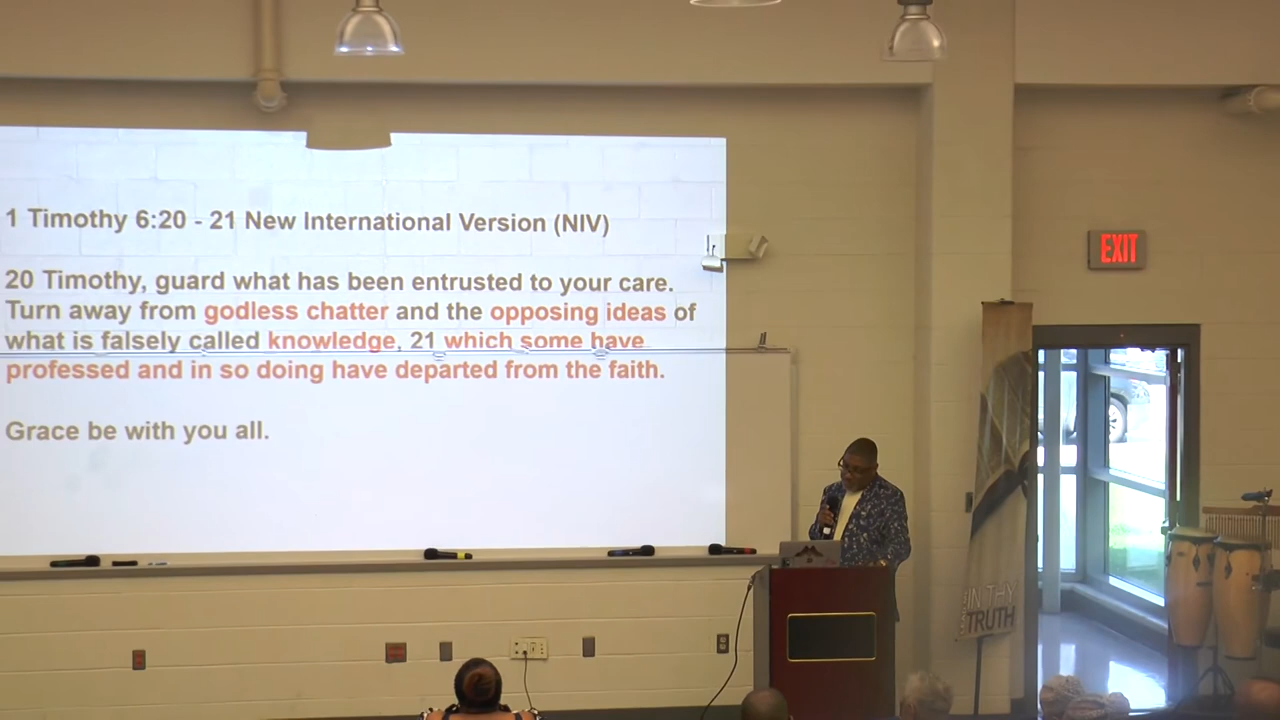 1 Timothy 6:20 - 21 New International Version (NIV)
20 Timothy, guard what has been entrusted to your care.
Turn away from godless chatter and the opposing ideas of
what is falsely called knowledge, 21 which some have
professed and in so doing have departed from the faith.
Grace be with you all.
EXIT
IN THY
TRUTH